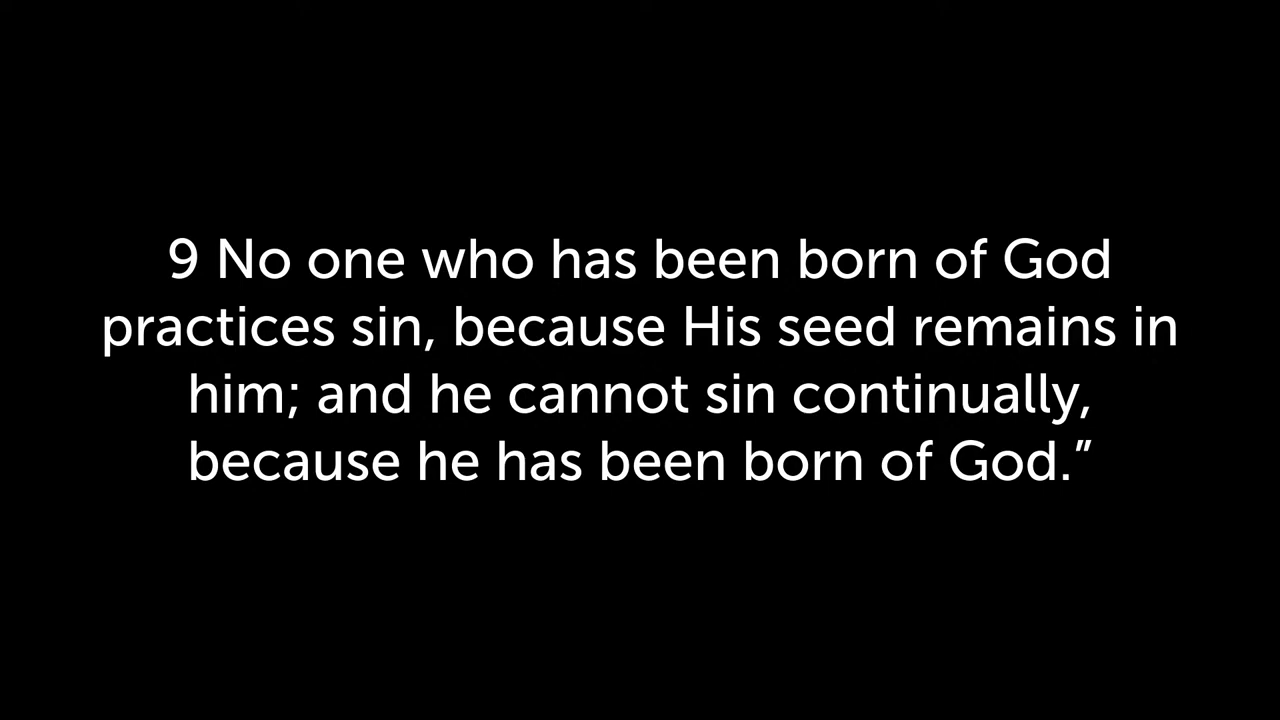 9 No one who has been born of God
practices sin, because His seed remains in
him; and he cannot sin continually,
because he has been born of God.”